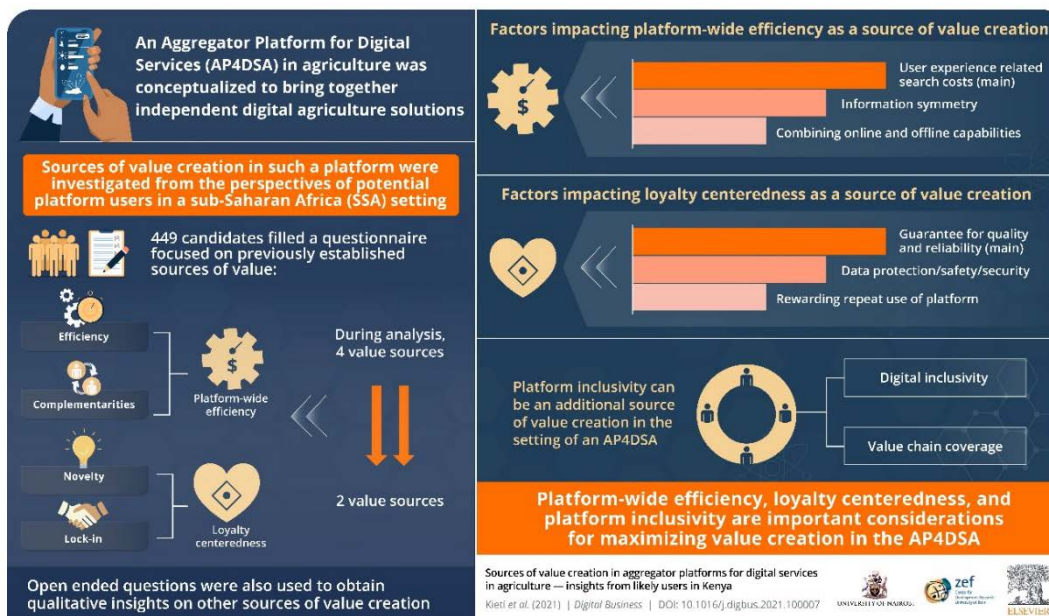 An Aggregator Platform for Digital
Services (AP4DSA) in agriculture was
conceptualized to bring together
independent digital agriculture solutions
Sources of value creation in such a platform were
investigated from the perspectives of potential
platform users in a sub-Saharan Africa (SSA) setting
449 candidates filled a questionnaire
focused on previously established
sources of value:
Efficiency
Complementarities
Novelty
Lock-in
$
Platform-wide
efficiency
Loyalty
centeredness
During analysis,
4 value sources
2 value sources
Open ended questions were also used to obtain
qualitative insights on other sources of value creation
Factors impacting platform-wide efficiency as a source of value creation
$
User experience related
search costs (main)
Information symmetry
Combining online and offline capabilities
Factors impacting loyalty centeredness as a source of value creation
Guarantee for quality
and reliability (main)
Data protection/safety/security
Rewarding repeat use of platform
Platform inclusivity can
be an additional source
of value creation in the
setting of an AP4DSA
Digital inclusivity
Value chain coverage
Platform-wide efficiency, loyalty centeredness, and
platform inclusivity are important considerations
for maximizing value creation in the AP4DSA
Sources of value creation in aggregator platforms for digital services
in agriculture — insights from likely users in Kenya
Kieti et al. (2021) | Digital Business | DOI: 10.1016/j.digbus.2021.100007
UNIVERSITY OF NAIROBI
zef
ELSEVIER